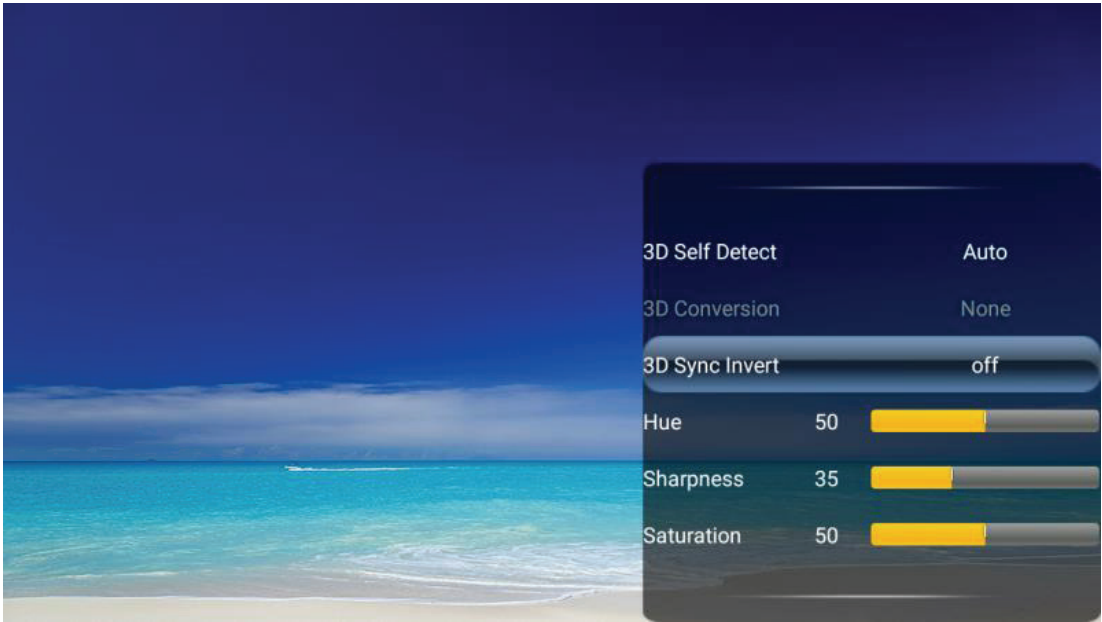 3D Self Detect Auto
3D Conversion None
3D Sync Invert off
Hue 50
Sharpness 35
Saturation 50